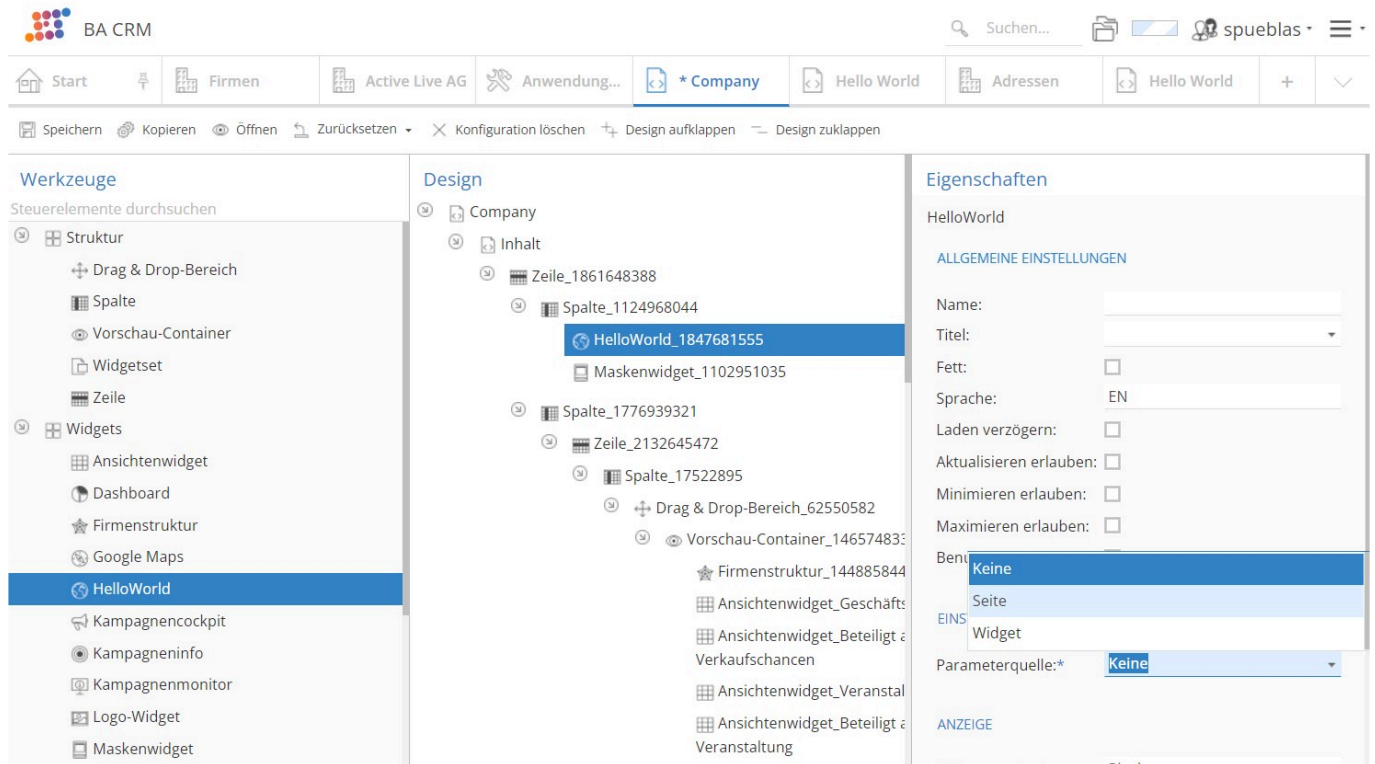 BA CRM
Suchen...
spueblas
Start
Firmen
Active Live AG
Anwendung...
* Company
Hello World
Adressen
Hello World
Speichern Kopieren Öffnen Zurücksetzen Konfiguration löschen Design aufklappen Design zuklappen
Werkzeuge
Steuerelemente durchsuchen
Struktur
Drag & Drop-Bereich
Spalte
Vorschau-Container
Widgetset
Zeile
Widgets
Ansichtenwidget
Dashboard
Firmenstruktur
Google Maps
HelloWorld
Kampagnencockpit
Kampagneninfo
Kampagnenmonitor
Logo-Widget
Maskenwidget
Design
Company
Inhalt
Zeile_1861648388
Spalte_1124968044
HelloWorld_1847681555
Maskenwidget_1102951035
Spalte_1776939321
Zeile_2132645472
Spalte_17522895
Drag & Drop-Bereich_62550582
Vorschau-Container_14657483
Firmenstruktur_144885844
Ansichtenwidget_Geschäfts
Ansichtenwidget_Beteiligt a
Verkaufschancen
Ansichtenwidget_Veranstal
Ansichtenwidget_Beteiligt a
Veranstaltung
Eigenschaften
HelloWorld
ALLGEMEINE EINSTELLUNGEN
Name:
Titel:
Fett:
Sprache: EN
Laden verzögern:
Aktualisieren erlauben:
Minimieren erlauben:
Maximieren erlauben:
Benu
Keine
Seite
EINS
Widget
Parameterquelle:* Keine
ANZEIGE